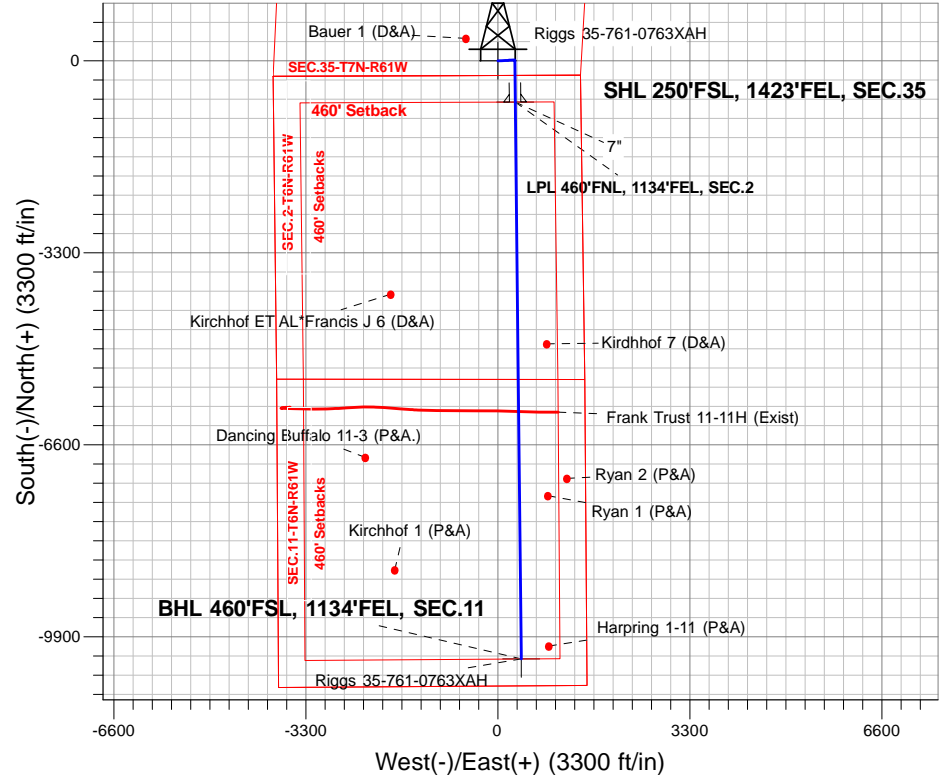 Bauer 1 (D&A)
Riggs 35-761-0763XAH
0
SEC.35-T7N-R61W
SHL 250'FSL, 1423'FEL, SEC.35
460' Setback
7"
LPL 460'FNL, 1134'FEL, SEC.2
SEC.2-T6N-R61W
460' Setbacks
-3300
Kirchhof ET AL*Francis J 6 (D&A)
Kirdhhof 7 (D&A)
Frank Trust 11-11H (Exist)
Dancing Buffalo 11-3 (P&A.)
-6600
Ryan 2 (P&A)
Ryan 1 (P&A)
Kirchhof 1 (P&A)
SEC.11-T6N-R61W
460' Setbacks
BHL 460'FSL, 1134'FEL, SEC.11
Harpring 1-11 (P&A)
-9900
Riggs 35-761-0763XAH
South(-)/North(+) (3300 ft/in)
-6600
-3300
0
3300
6600
West(-)/East(+) (3300 ft/in)